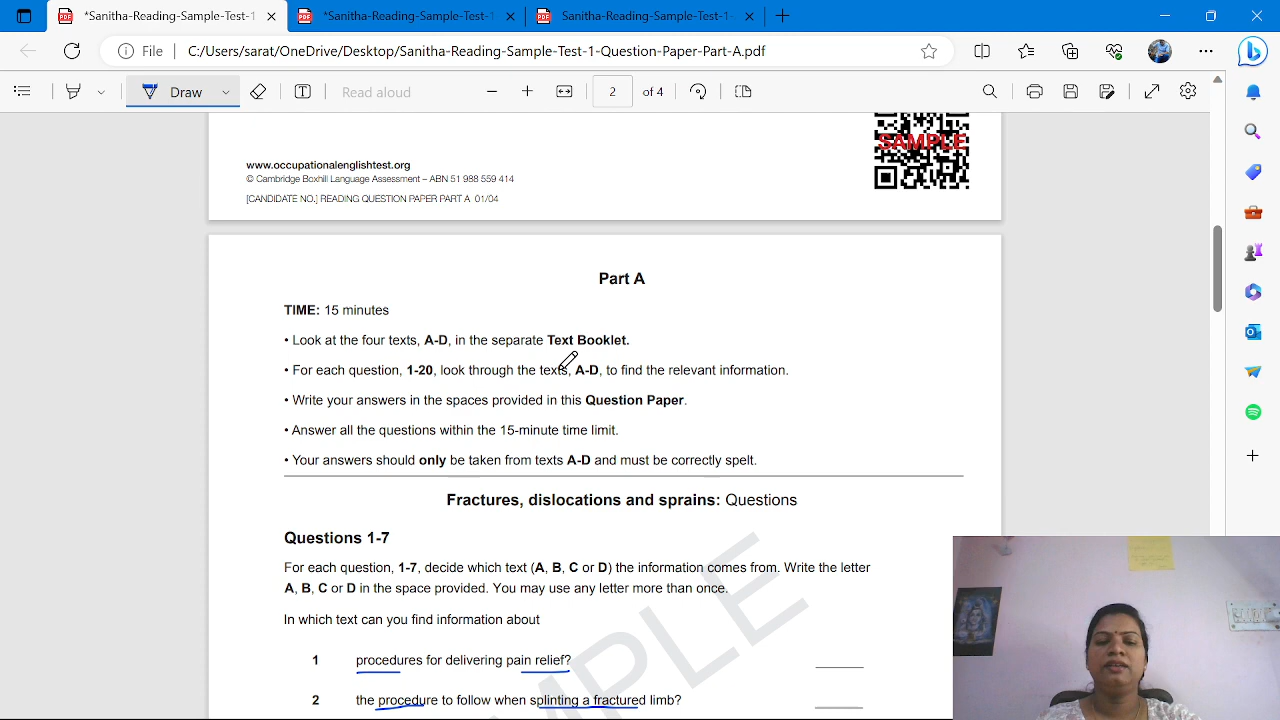 *Sanitha-Reading-Sample-Test-1
*Sanitha-Reading-Sample-Test-1
Sanitha-Reading-Sample-Test-1-
File
C:/Users/sarat/OneDrive/Desktop/Sanitha-Reading-Sample-Test-1-Question-Paper-Part-A.pdf
Draw
Read aloud
2
of 4
SAMPLE
www.occupationalenglishtest.org
© Cambridge Boxhill Language Assessment – ABN 51 988 559 414
[CANDIDATE NO.] READING QUESTION PAPER PART A 01/04
Part A
TIME: 15 minutes
• Look at the four texts, A-D, in the separate Text Booklet.
• For each question, 1-20, look through the texts, A-D, to find the relevant information.
• Write your answers in the spaces provided in this Question Paper.
• Answer all the questions within the 15-minute time limit.
• Your answers should only be taken from texts A-D and must be correctly spelt.
Fractures, dislocations and sprains: Questions
Questions 1-7
For each question, 1-7, decide which text (A, B, C or D) the information comes from. Write the letter
A, B, C or D in the space provided. You may use any letter more than once.
In which text can you find information about
1 procedures for delivering pain relief?
2 the procedure to follow when splinting a fractured limb?